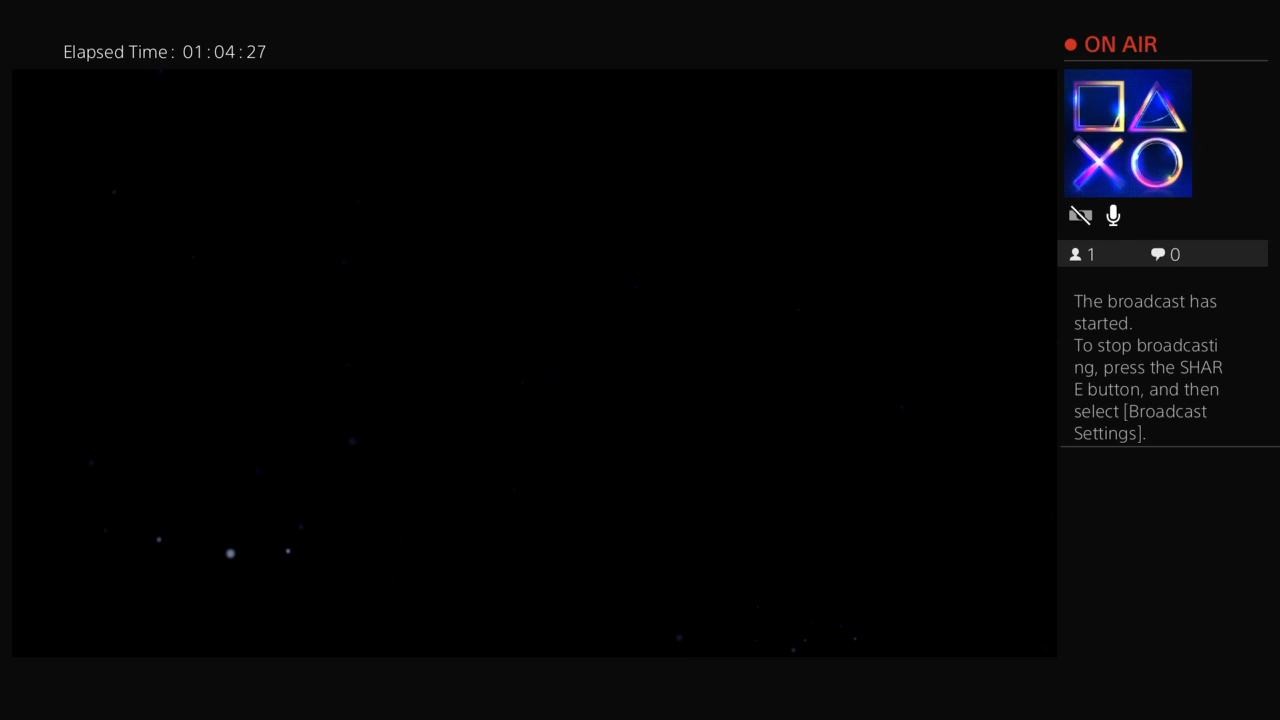 Elapsed Time: 01:04:27
ON AIR
1
0
The broadcast has
started.
To stop broadcasti
ng, press the SHAR
E button, and then
select [Broadcast
Settings].